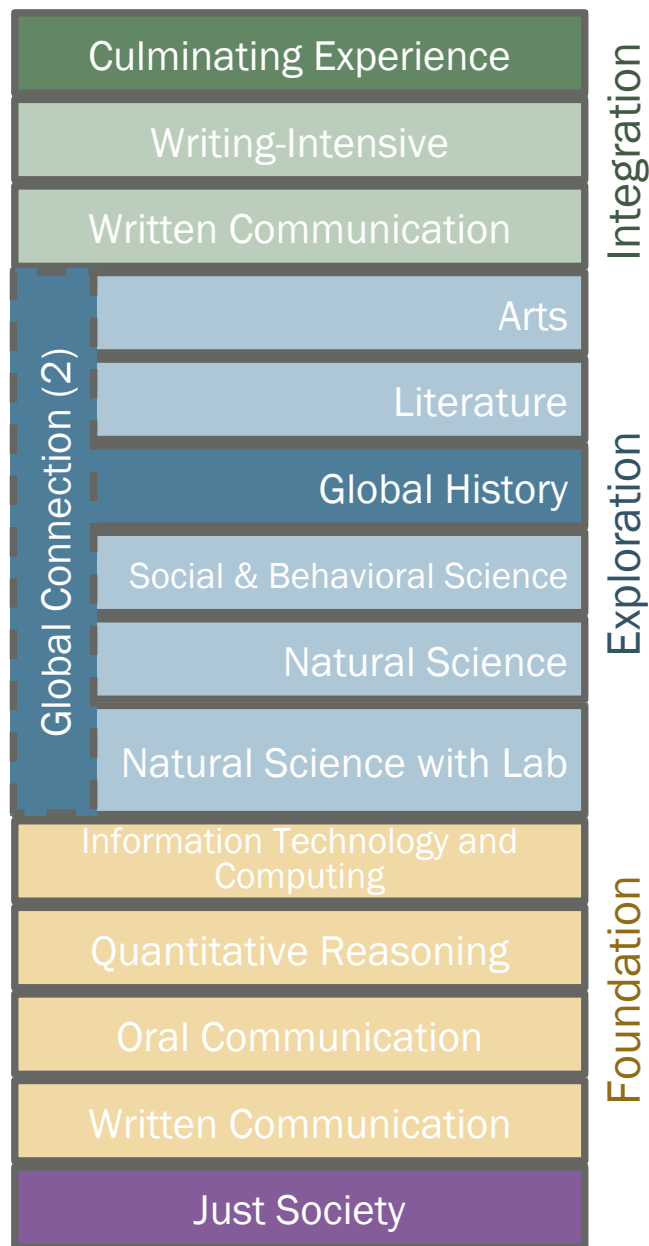 Culminating Experience
Writing-Intensive
Written Communication
Integration
Global Connection (2)
Arts
Literature
Global History
Social & Behavioral Science
Natural Science
Natural Science with Lab
Exploration
Information Technology and
Computing
Quantitative Reasoning
Oral Communication
Written Communication
Foundation
Just Society